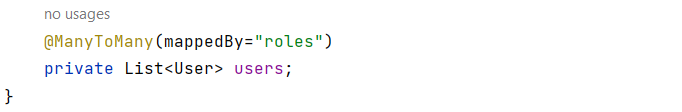 no usages
@ManyToMany(mappedBy="roles")
private List<User> users;
}